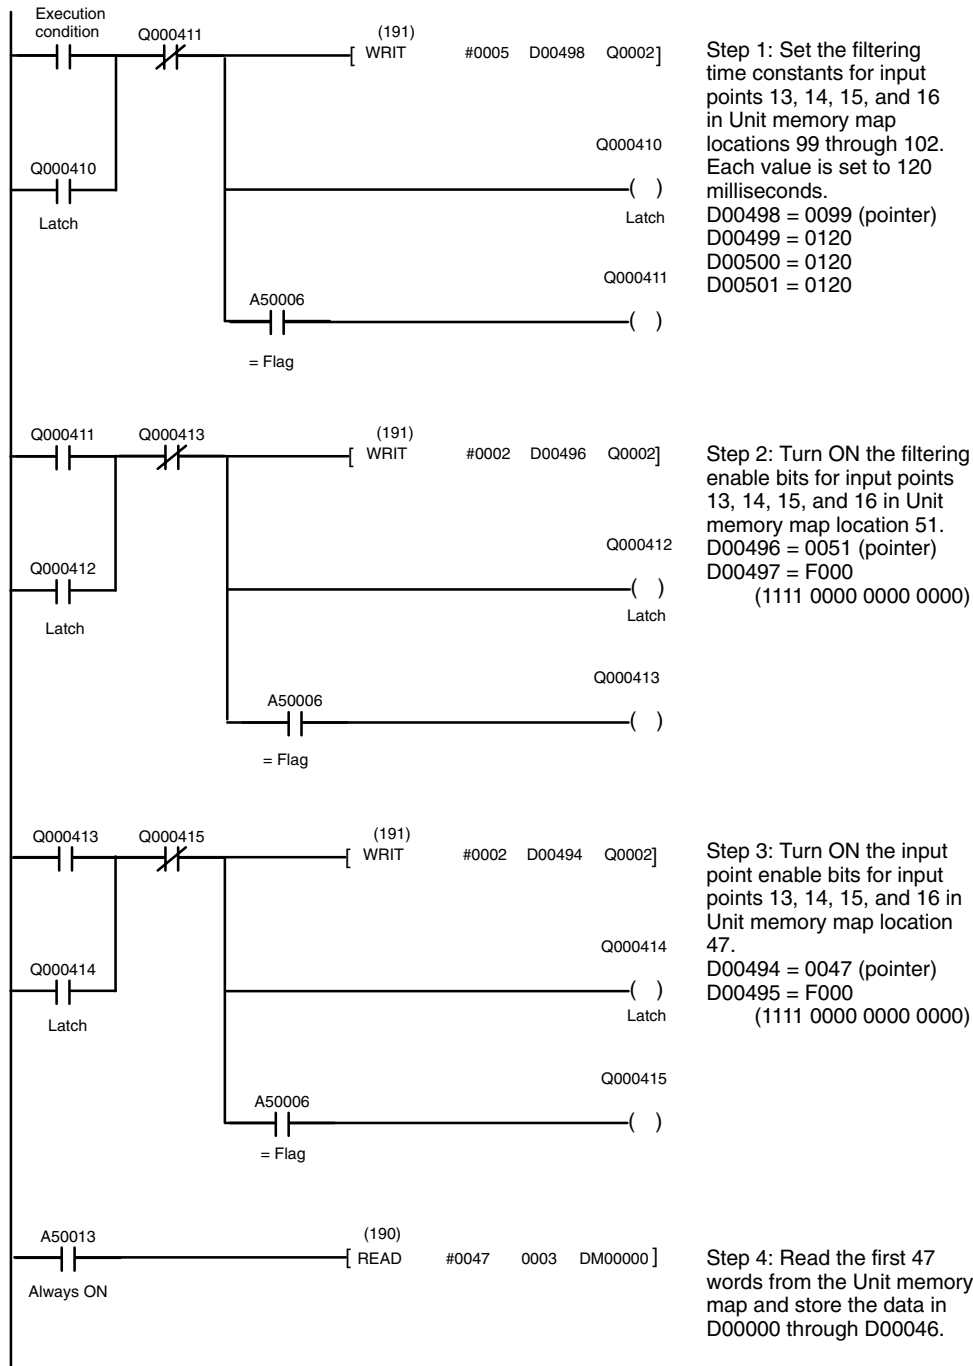 Execution
condition
Q000411
(191)
[ WRIT #0005 D00498 Q0002]
Q000410
Latch
Q000410
( )
Latch
Q000411
A50006
( )
= Flag
Step 1: Set the filtering
time constants for input
points 13, 14, 15, and 16
in Unit memory map
locations 99 through 102.
Each value is set to 120
milliseconds.
D00498 = 0099 (pointer)
D00499 = 0120
D00500 = 0120
D00501 = 0120
Q000411
Q000413
(191)
[ WRIT #0002 D00496 Q0002]
Q000412
Latch
Q000412
( )
Latch
Q000413
A50006
( )
= Flag
Step 2: Turn ON the filtering
enable bits for input points
13, 14, 15, and 16 in Unit
memory map location 51.
D00496 = 0051 (pointer)
D00497 = F000
(1111 0000 0000 0000)
Q000413
Q000415
(191)
[ WRIT #0002 D00494 Q0002]
Q000414
Latch
Q000414
( )
Latch
Q000415
A50006
( )
= Flag
Step 3: Turn ON the input
point enable bits for input
points 13, 14, 15, and 16 in
Unit memory map location
47.
D00494 = 0047 (pointer)
D00495 = F000
(1111 0000 0000 0000)
A50013
Always ON
(190)
[ READ #0047 0003 DM00000 ]
Step 4: Read the first 47
words from the Unit memory
map and store the data in
D00000 through D00046.